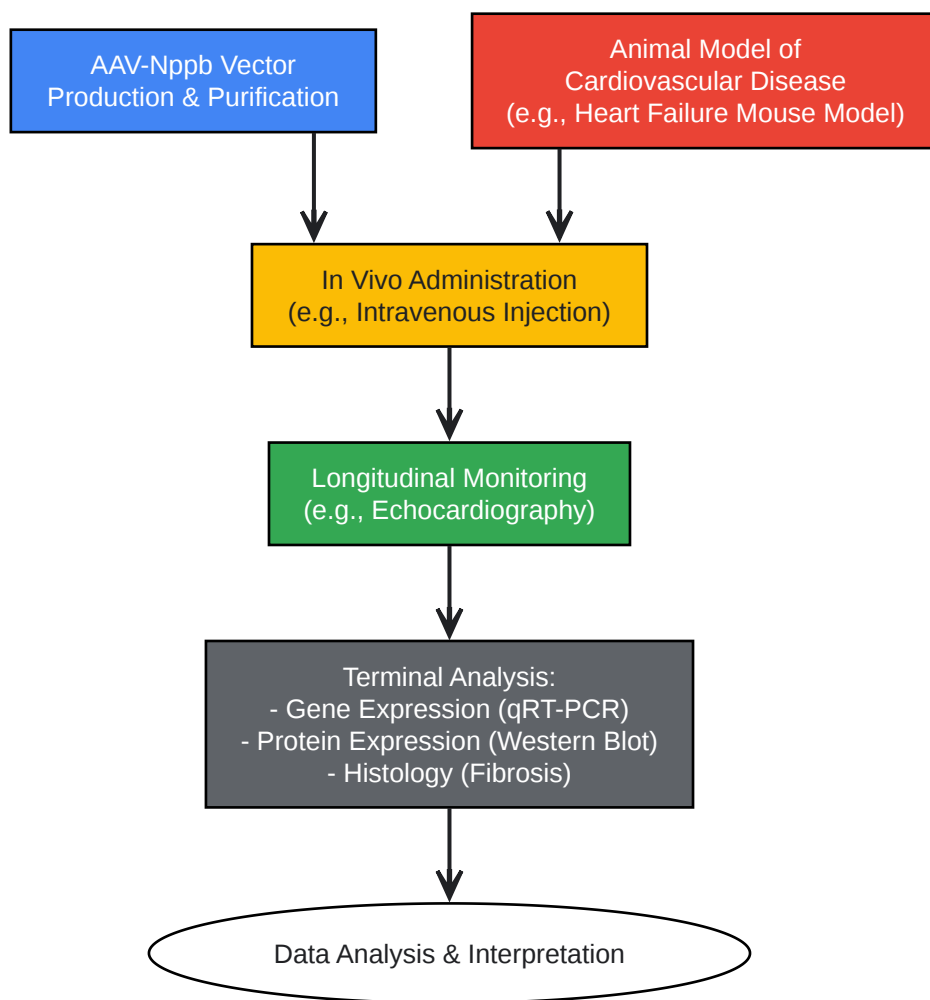 AAV-Nppb Vector
Production & Purification
Animal Model of
Cardiovascular Disease
(e.g., Heart Failure Mouse Model)
In Vivo Administration
(e.g., Intravenous Injection)
Longitudinal Monitoring
(e.g., Echocardiography)
Terminal Analysis:
- Gene Expression (qRT-PCR)
- Protein Expression (Western Blot)
- Histology (Fibrosis)
Data Analysis & Interpretation